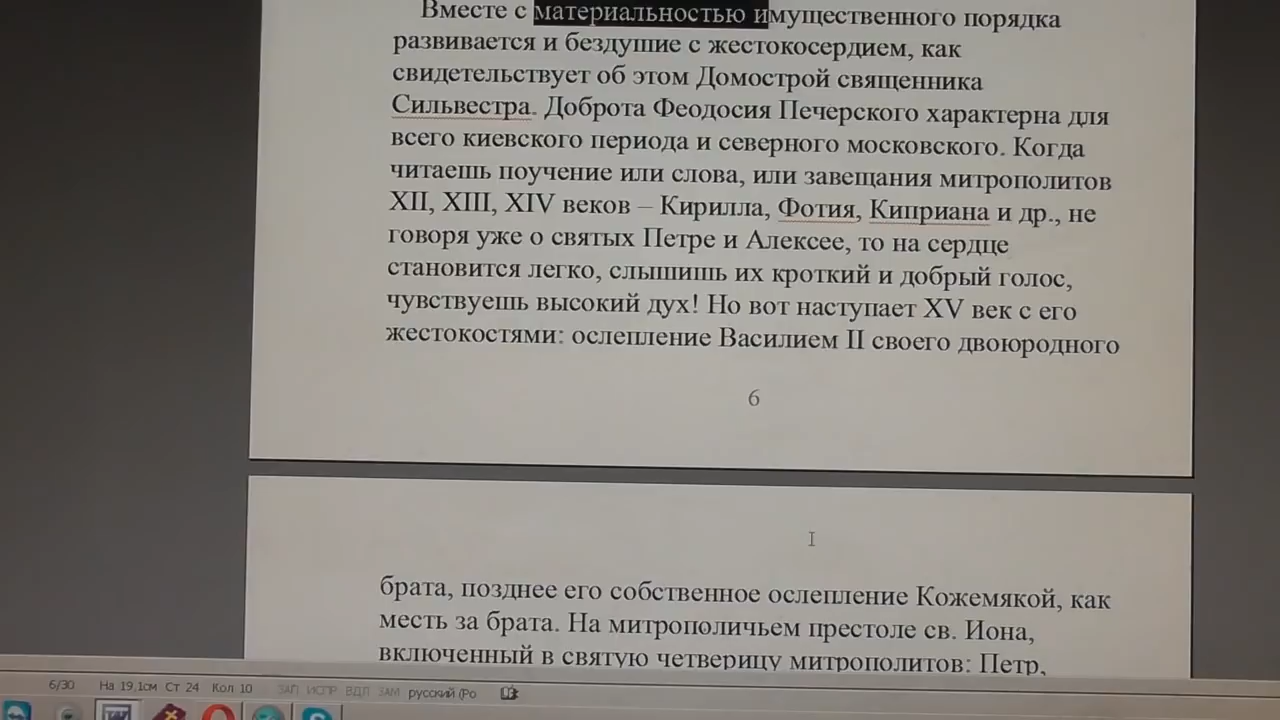 Вместе с материальностью имущественного порядка
развивается и бездушие с жестокосердием, как
свидетельствует об этом Домострой священника
Сильвестра. Доброта Феодосия Печерского характерна для
всего киевского периода и северного московского. Когда
читаешь поучение или слова, или завещания митрополитов
XII, XIII, XIV веков – Кирилла, Фотия, Киприана и др., не
говоря уже о святых Петре и Алексее, то на сердце
становится легко, слышишь их кроткий и добрый голос,
чувствуешь высокий дух! Но вот наступает XV век с его
жестокостями: ослепление Василием II своего двоюродного
6
брата, позднее его собственное ослепление Кожемякой, как
месть за брата. На митрополичьем престоле св. Иона,
включенный в святую четверицу митрополитов: Петр,
6/30 На 19,1см Ст 24 Кол 10 ЗАП ИСПР ВДЛ ЗАМ русский (Ро